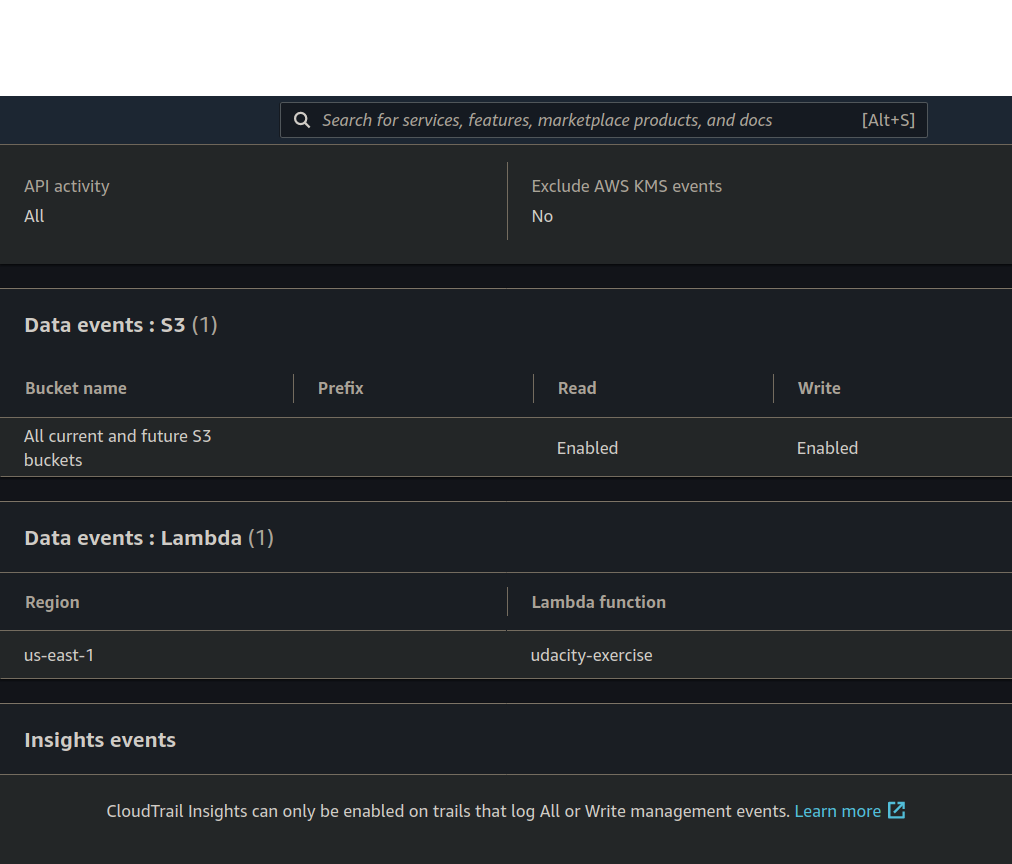 Search for services, features, marketplace products, and docs [Alt+S]
API activity Exclude AWS KMS events
All No
Data events : S3 (1)
Bucket name Prefix Read Write
All current and future S3
buckets Enabled Enabled
Data events : Lambda (1)
Region Lambda function
us-east-1 udacity-exercise
Insights events
CloudTrail Insights can only be enabled on trails that log All or Write management events. Learn more